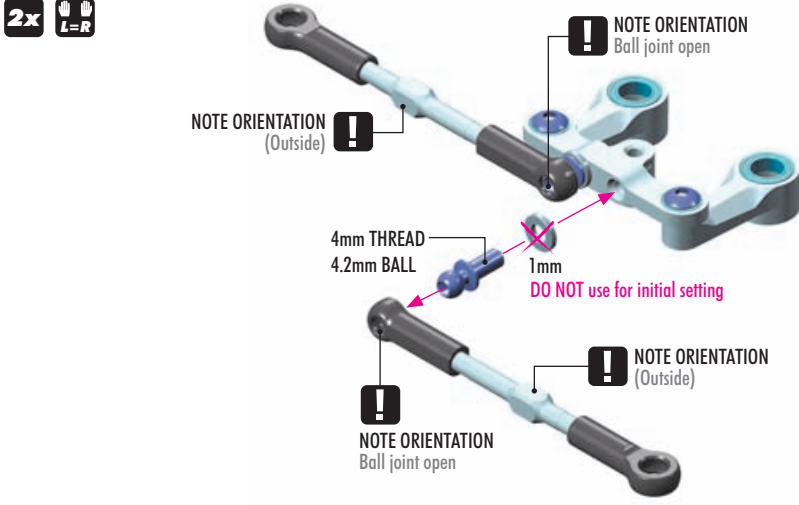 2x
L=R
NOTE ORIENTATION
Ball joint open
NOTE ORIENTATION
(Outside)
4mm THREAD
4.2mm BALL
1mm
DO NOT use for initial setting
NOTE ORIENTATION
(Outside)
NOTE ORIENTATION
Ball joint open